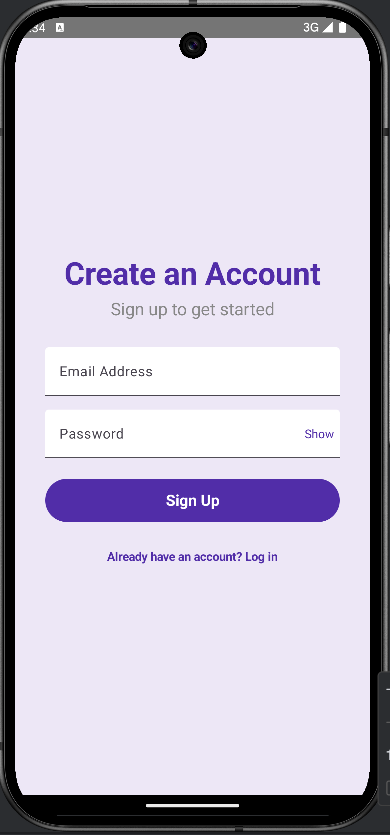 :34 A 3G
Create an Account
Sign up to get started
Email Address
Password Show
Sign Up
Already have an account? Log in